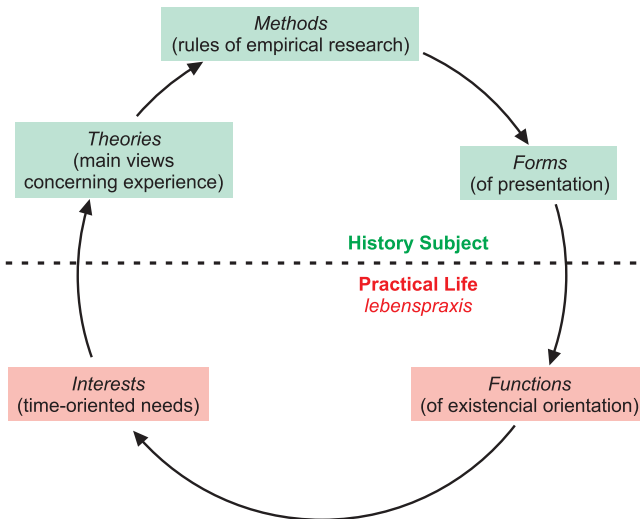 Methods
(rules of empirical research)
Theories
(main views
concerning experience)
Forms
(of presentation)
History Subject
Practical Life
lebenspraxis
Interests
(time-oriented needs)
Functions
(of existencial orientation)